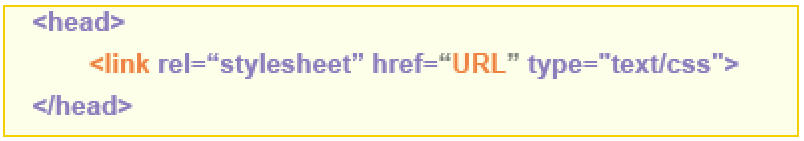 <head>
<link rel=“stylesheet” href=“URL” type="text/css">
</head>